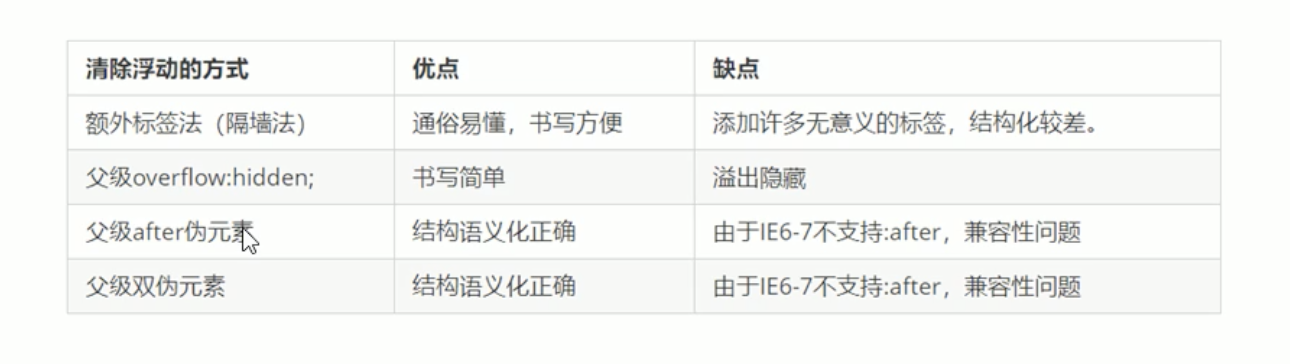 清除浮动的方式 优点 缺点
额外标签法（隔墙法） 通俗易懂，书写方便 添加许多无意义的标签，结构化较差。
父级overflow:hidden; 书写简单 溢出隐藏
父级after伪元素 结构语义化正确 由于IE6-7不支持:after，兼容性问题
父级双伪元素 结构语义化正确 由于IE6-7不支持:after，兼容性问题